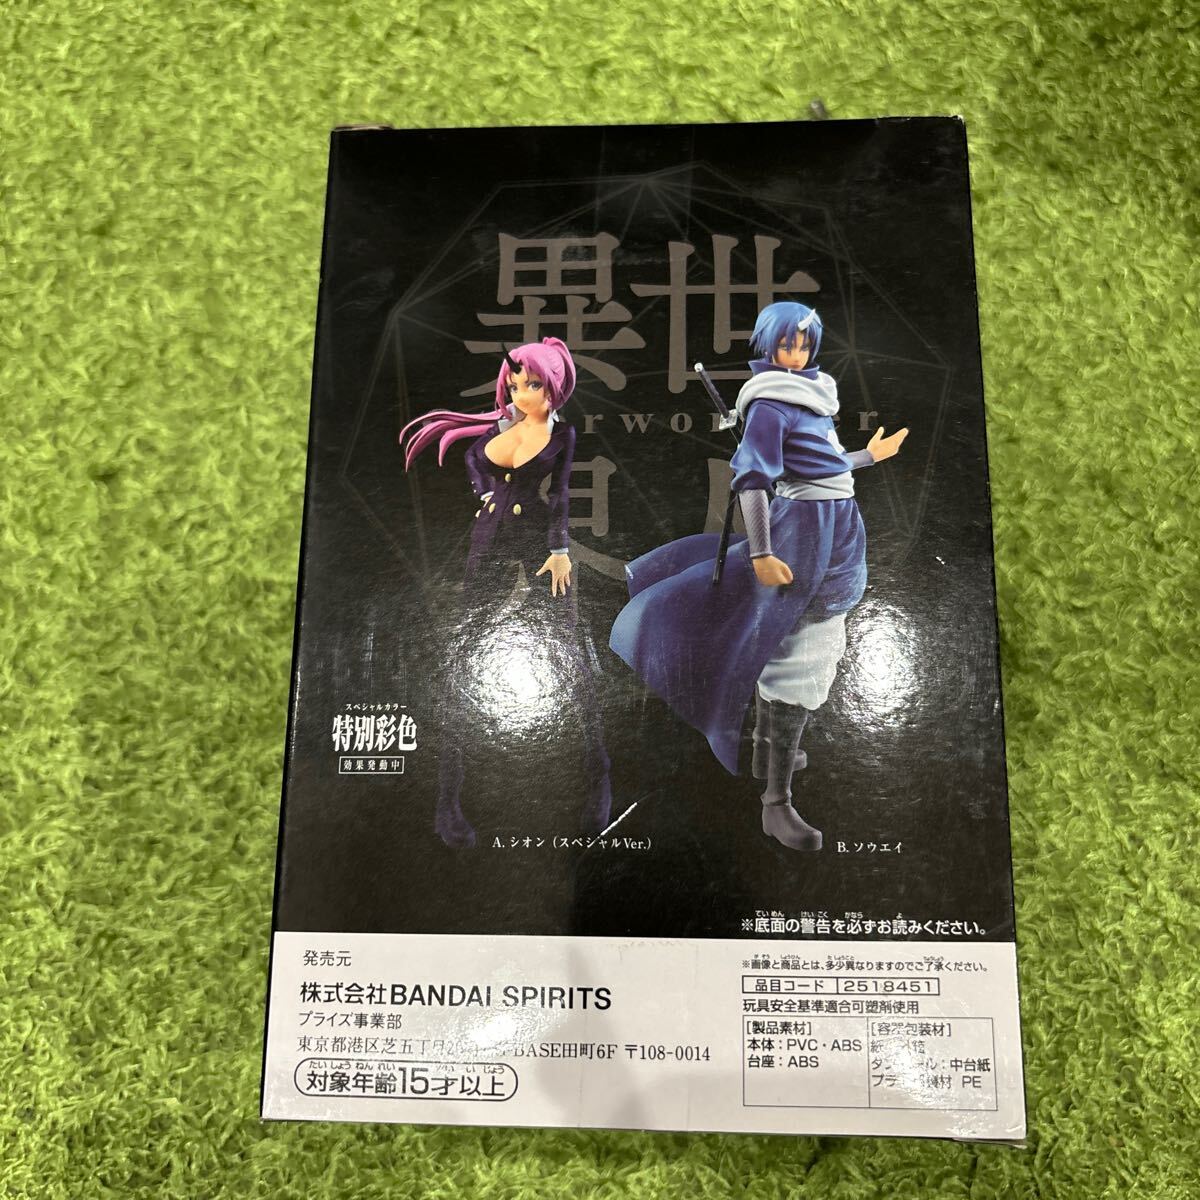 異世
スペシャルカラー
特別彩色
効果発動中
A. シオン (スペシャルVer.)
B. ソウエイ
※底面の警告を必ずお読みください。
発売元
株式会社BANDAI SPIRITS
プライズ事業部
東京都港区芝五丁目 BASE田町6F 〒108-0014
対象年齢15才以上
※画像と商品とは、多少異なりますのでご了承ください。
品目コード 2518451
玩具安全基準適合可塑剤使用
[製品素材]
本体：PVC・ABS
台座：ABS
[容器包装材]
中台紙
PE